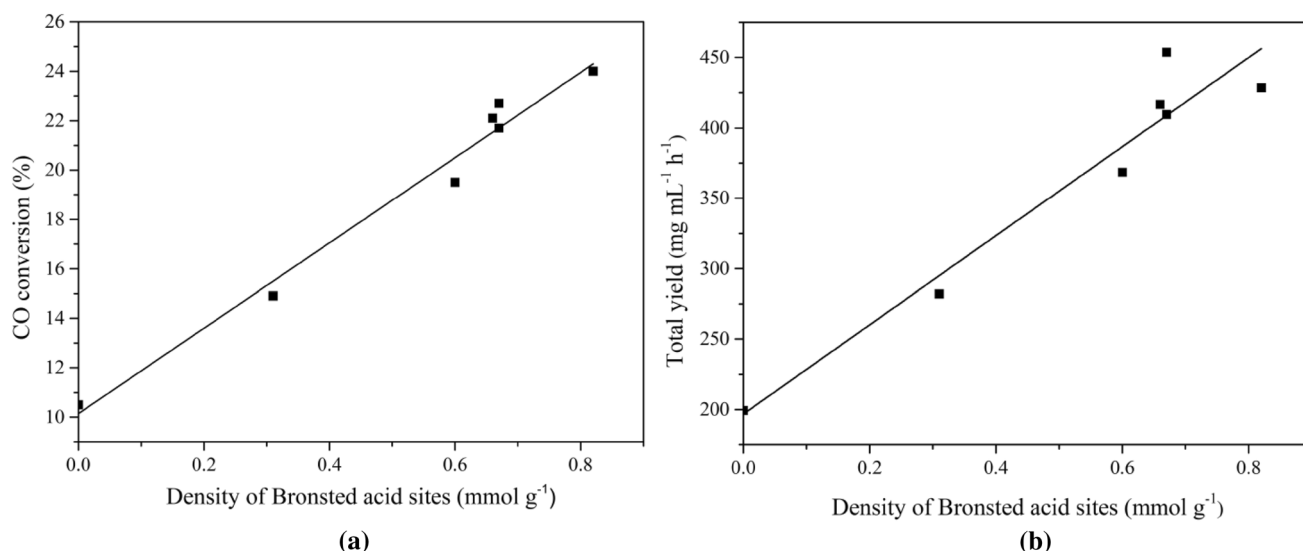 26
24
22
20
18
16
14
12
10
CO conversion (%)
0.0 0.2 0.4 0.6 0.8
Density of Bronsted acid sites (mmol g⁻¹)
(a)
450
400
350
300
250
200
Total yield (mg mL⁻¹ h⁻¹)
0.0 0.2 0.4 0.6 0.8
Density of Bronsted acid sites (mmol g⁻¹)
(b)